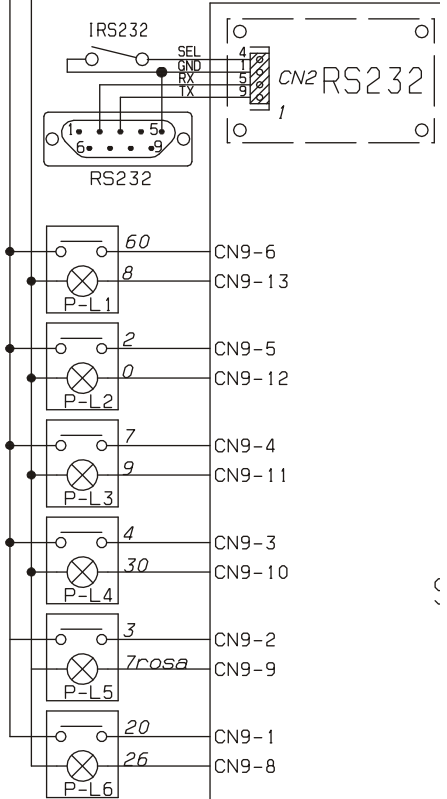 IRS232
SEL 4
GND 1
RX 5
TX 9
CN2 RS232
1
1 5
6 9
RS232
60 CN9-6
8 CN9-13
P-L1
2 CN9-5
0 CN9-12
P-L2
7 CN9-4
9 CN9-11
P-L3
4 CN9-3
30 CN9-10
P-L4
3 CN9-2
7rosa CN9-9
P-L5
20 CN9-1
26 CN9-8
P-L6